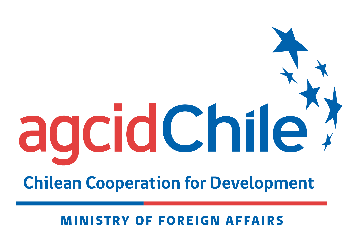 agcidChile
Chilean Cooperation for Development
MINISTRY OF FOREIGN AFFAIRS